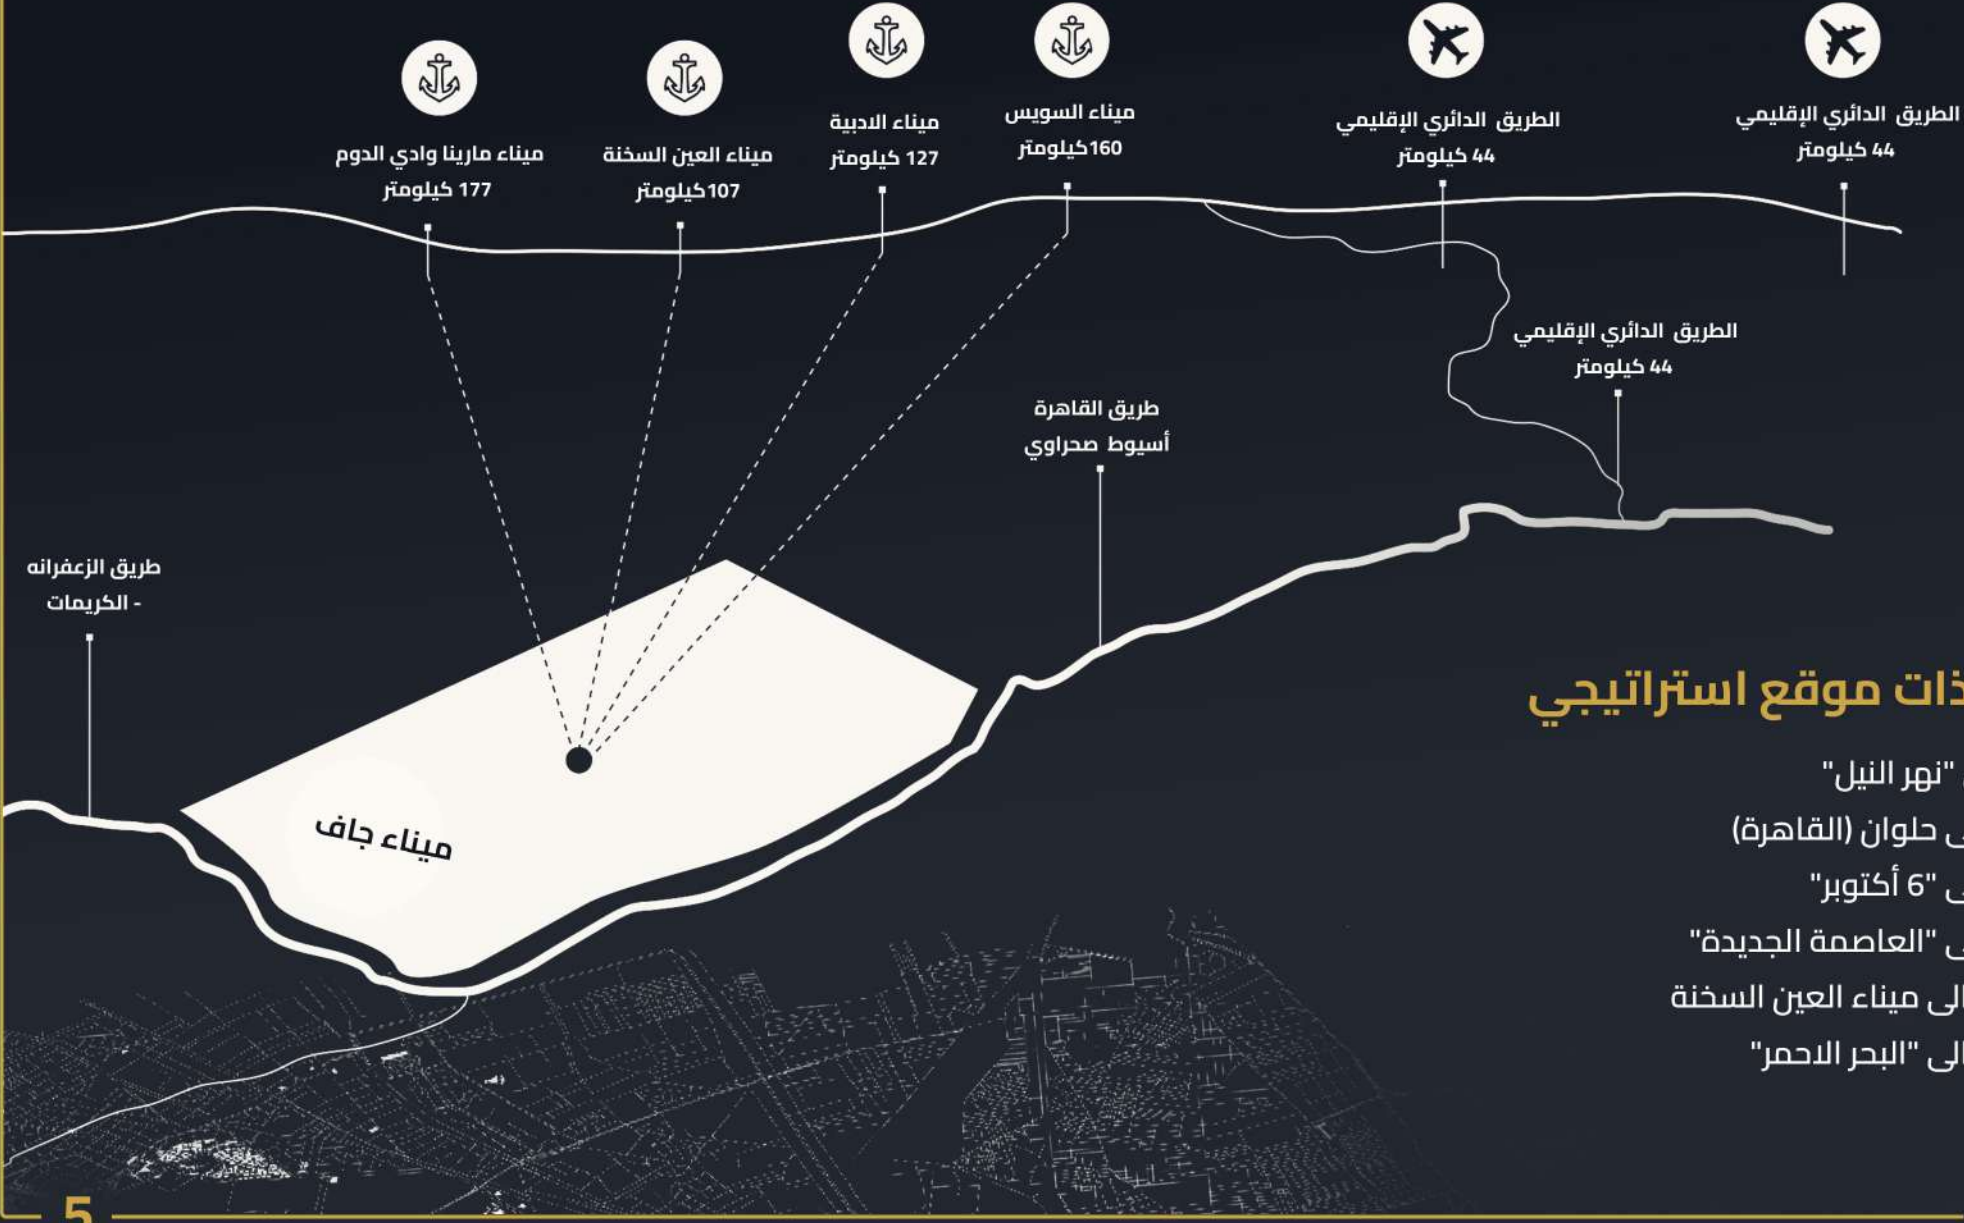 ميناء السويس
160كيلومتر
ميناء الادبية
127 كيلومتر
ميناء العين السخنة
107كيلومتر
ميناء مارينا وادي الدوم
177 كيلومتر
الطريق الدائري الإقليمي
44 كيلومتر
الطريق الدائري الإقليمي
44 كيلومتر
الطريق الدائري الإقليمي
44 كيلومتر
طريق القاهرة
أسيوط صحراوي
طريق الزعفرانه
- الكريمات
ميناء جاف
ذات موقع استراتيجي
"نهر النيل"
حلوان (القاهرة)
"6 أكتوبر"
"العاصمة الجديدة"
الى ميناء العين السخنة
الى "البحر الاحمر"
5